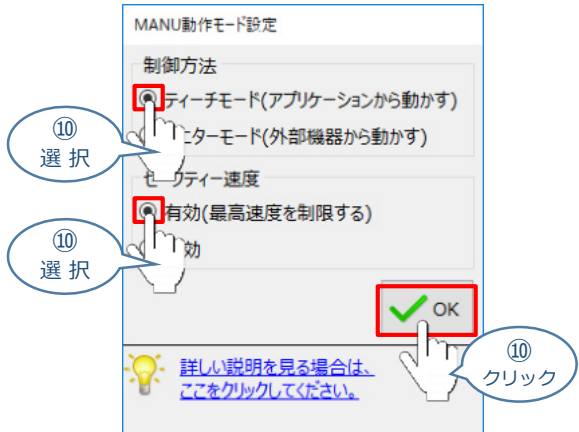 MANU動作モード設定
制御方法
ティーチモード(アプリケーションから動かす)
ニターモード(外部機器から動かす)
⑩
選 択
セーフティー速度
有効(最高速度を制限する)
効
⑩
選 択
OK
詳しい説明を見る場合は、
ここをクリックしてください。
⑩
クリック